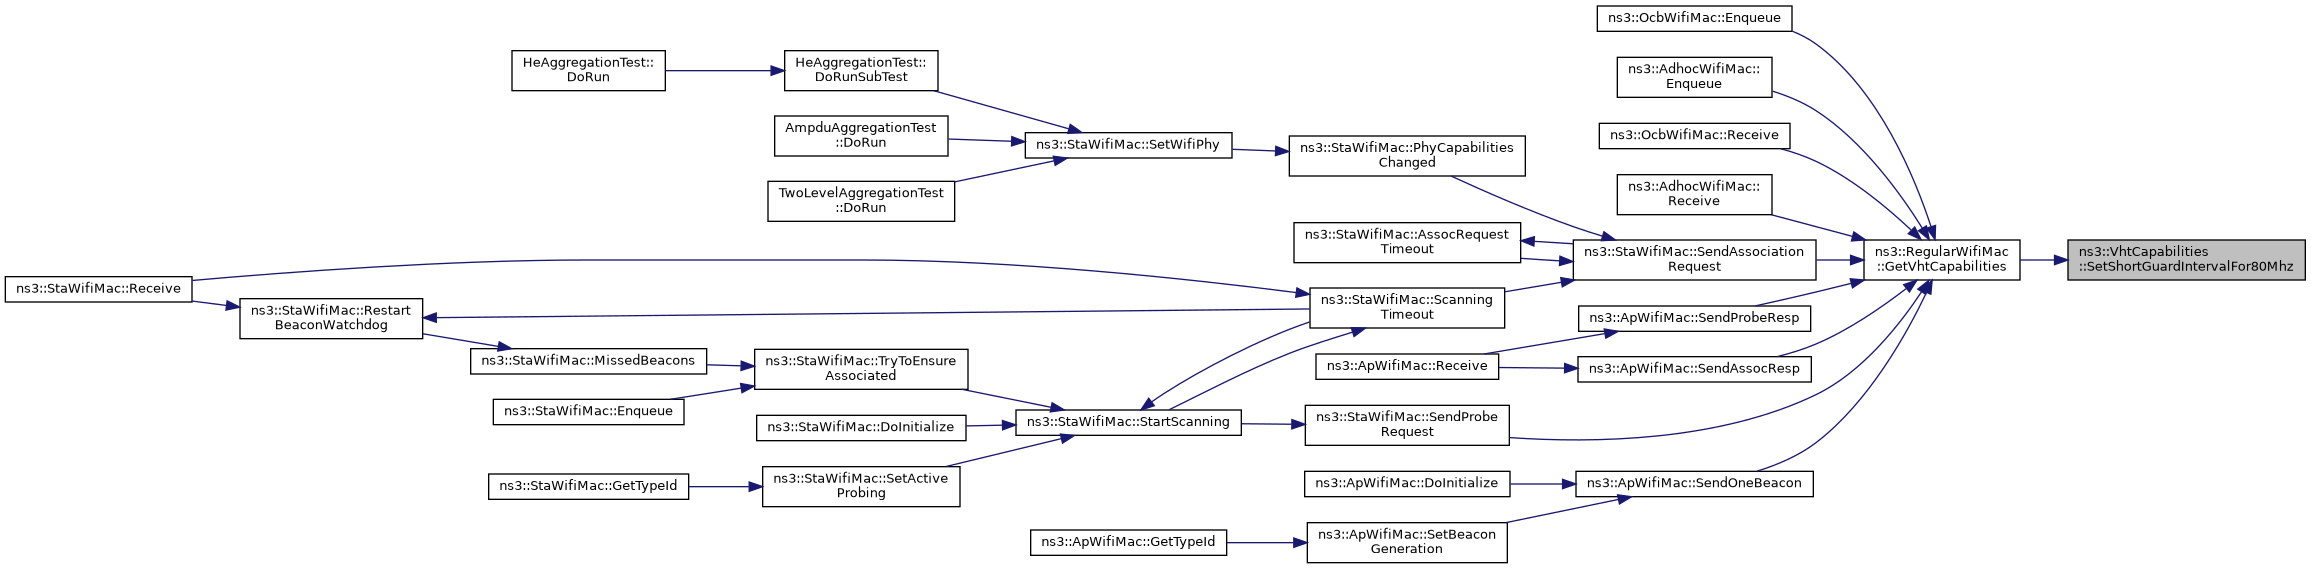 ns3::OcbWifiMac::Enqueue
HeAggregationTest::
DoRun
HeAggregationTest::
DoRunSubTest
ns3::AdhocWifiMac::
Enqueue
AmpduAggregationTest
::DoRun
ns3::StaWifiMac::SetWifiPhy
ns3::StaWifiMac::PhyCapabilities
Changed
ns3::OcbWifiMac::Receive
TwoLevelAggregationTest
::DoRun
ns3::AdhocWifiMac::
Receive
ns3::StaWifiMac::AssocRequest
Timeout
ns3::StaWifiMac::SendAssociation
Request
ns3::RegularWifiMac
::GetVhtCapabilities
ns3::VhtCapabilities
::SetShortGuardIntervalFor80Mhz
ns3::StaWifiMac::Receive
ns3::StaWifiMac::Restart
BeaconWatchdog
ns3::StaWifiMac::Scanning
Timeout
ns3::ApWifiMac::SendProbeResp
ns3::StaWifiMac::MissedBeacons
ns3::StaWifiMac::TryToEnsure
Associated
ns3::ApWifiMac::Receive
ns3::ApWifiMac::SendAssocResp
ns3::StaWifiMac::Enqueue
ns3::StaWifiMac::DoInitialize
ns3::StaWifiMac::StartScanning
ns3::StaWifiMac::SendProbe
Request
ns3::StaWifiMac::GetTypeId
ns3::StaWifiMac::SetActive
Probing
ns3::ApWifiMac::DoInitialize
ns3::ApWifiMac::SendOneBeacon
ns3::ApWifiMac::GetTypeId
ns3::ApWifiMac::SetBeacon
Generation